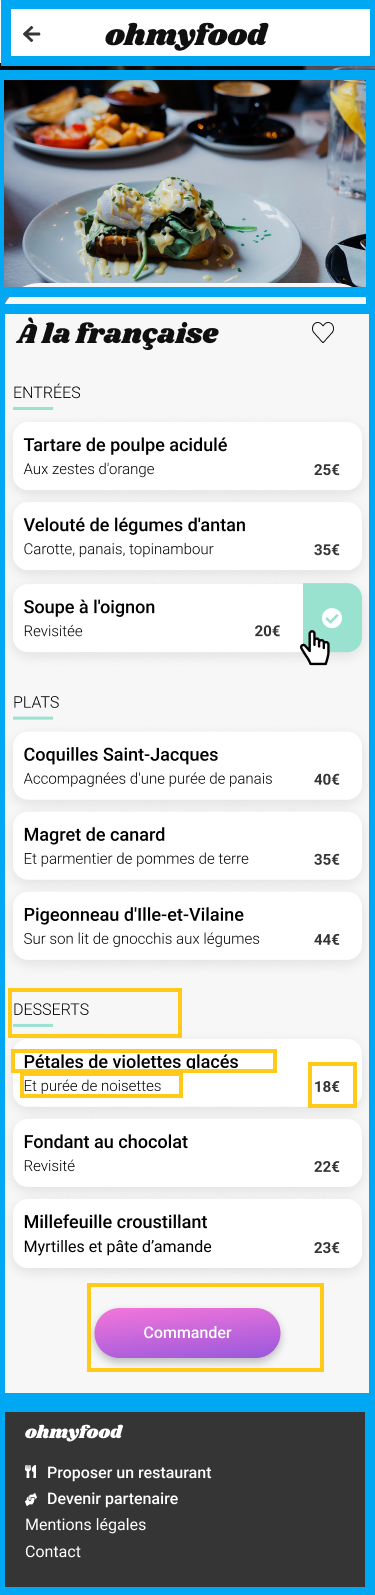 ohmyfood
À la française
ENTRÉES
Tartare de poulpe acidulé
Aux zestes d'orange 25€
Velouté de légumes d'antan
Carotte, panais, topinambour 35€
Soupe à l'oignon
Revisitée 20€
PLATS
Coquilles Saint-Jacques
Accompagnées d'une purée de panais 40€
Magret de canard
Et parmentier de pommes de terre 35€
Pigeonneau d'Ille-et-Vilaine
Sur son lit de gnocchis aux légumes 44€
DESSERTS
Pétales de violettes glacés
Et purée de noisettes 18€
Fondant au chocolat
Revisité 22€
Millefeuille croustillant
Myrtilles et pâte d’amande 23€
Commander
ohmyfood
Proposer un restaurant
Devenir partenaire
Mentions légales
Contact